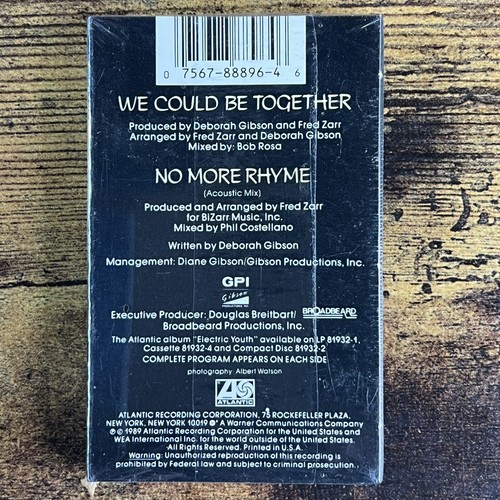 0 7567-88896-4 6
WE COULD BE TOGETHER
Produced by Deborah Gibson and Fred Zarr
Arranged by Fred Zarr and Deborah Gibson
Mixed by: Bob Rosa
NO MORE RHYME
(Acoustic Mix)
Produced and Arranged by Fred Zarr
for BiZarr Music, Inc.
Mixed by Phil Costellano
Written by Deborah Gibson
Management: Diane Gibson/Gibson Productions, Inc.
GPI
Gibson
PRODUCTIONS, INC.
Executive Producer: Douglas Breitbart/ BROADBEARD
Broadbeard Productions, Inc.
The Atlantic album "Electric Youth" available on LP 81932-1,
Cassette 81932-4 and Compact Disc 81932-2
COMPLETE PROGRAM APPEARS ON EACH SIDE
photography Albert Watson
ATLANTIC
ATLANTIC RECORDING CORPORATION, 75 ROCKEFELLER PLAZA,
NEW YORK, NEW YORK 10019 A Warner Communications Company
℗ © 1989 Atlantic Recording Corporation for the United States and
WEA International Inc. for the world outside of the United States.
All Rights Reserved. Printed in U.S.A.
Warning: Unauthorized reproduction of this recording is
prohibited by Federal law and subject to criminal prosecution.